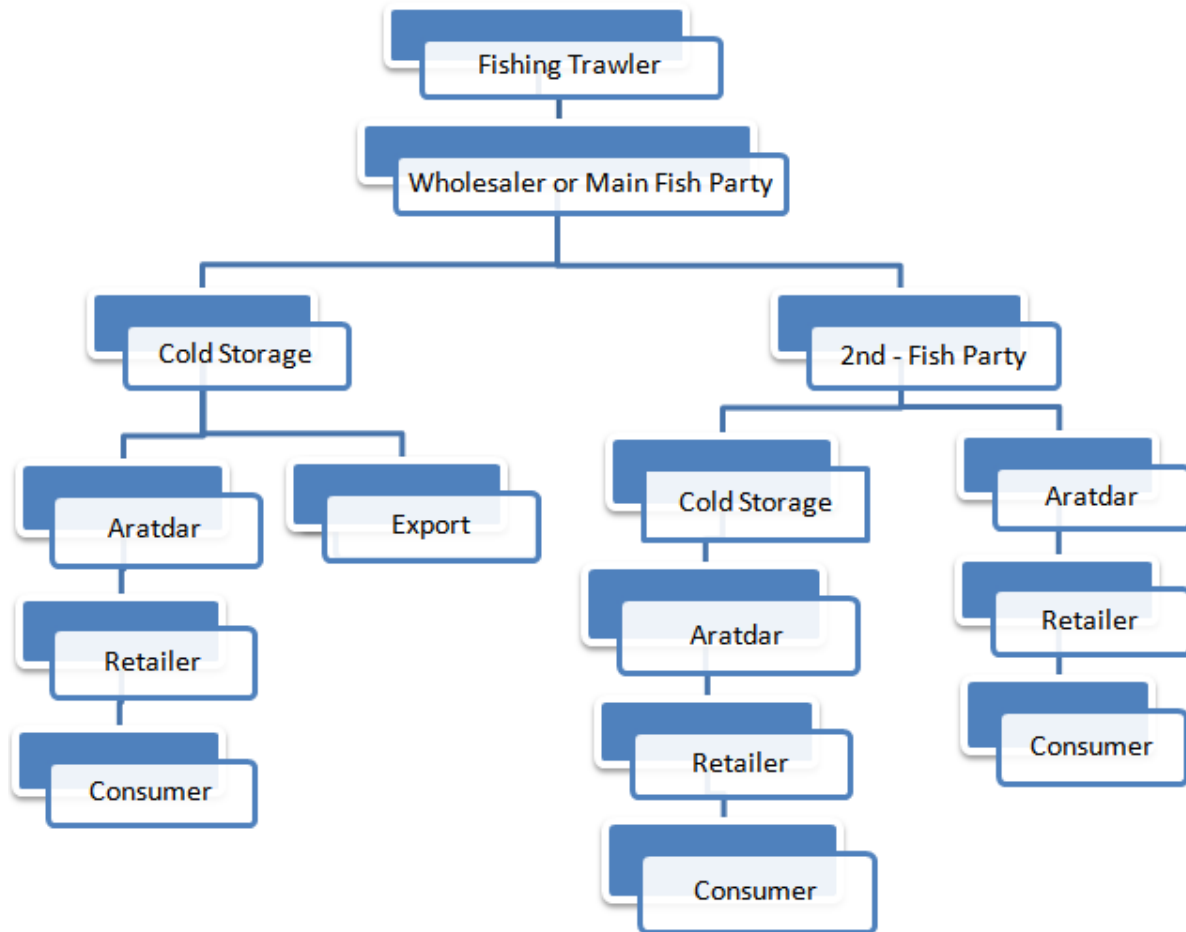 Fishing Trawler
Wholesaler or Main Fish Party
Cold Storage
2nd - Fish Party
Aratdar
Export
Cold Storage
Aratdar
Retailer
Aratdar
Retailer
Consumer
Retailer
Consumer
Consumer